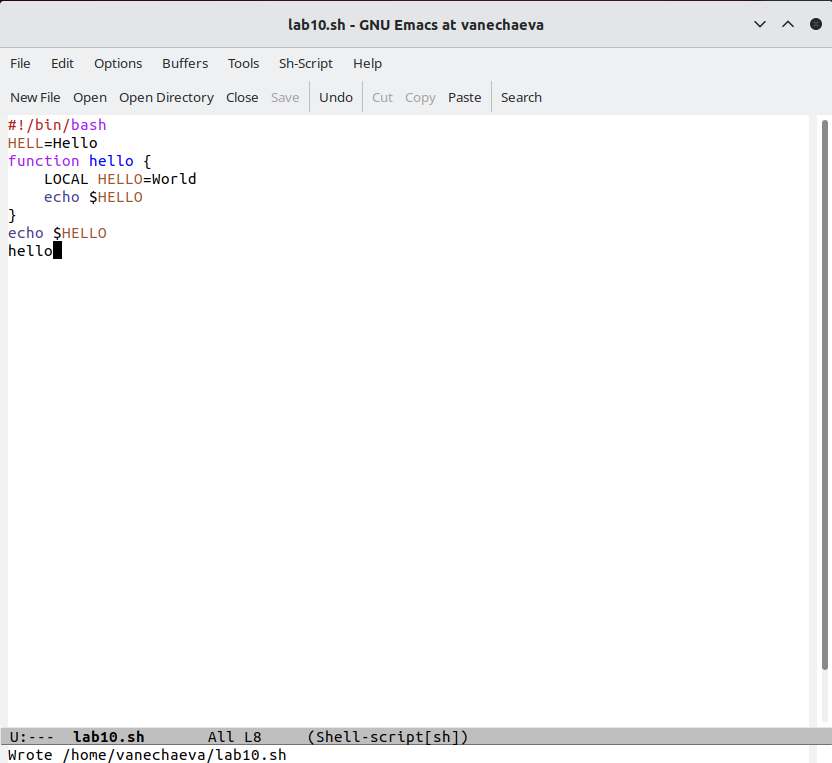 lab10.sh - GNU Emacs at vanechaeva
File Edit Options Buffers Tools Sh-Script Help
New File Open Open Directory Close Save Undo Cut Copy Paste Search
#!/bin/bash
HELL=Hello
function hello {
    LOCAL HELLO=World
    echo $HELLO
}
echo $HELLO
hello
U:--- lab10.sh All L8 (Shell-script[sh])
Wrote /home/vanechaeva/lab10.sh